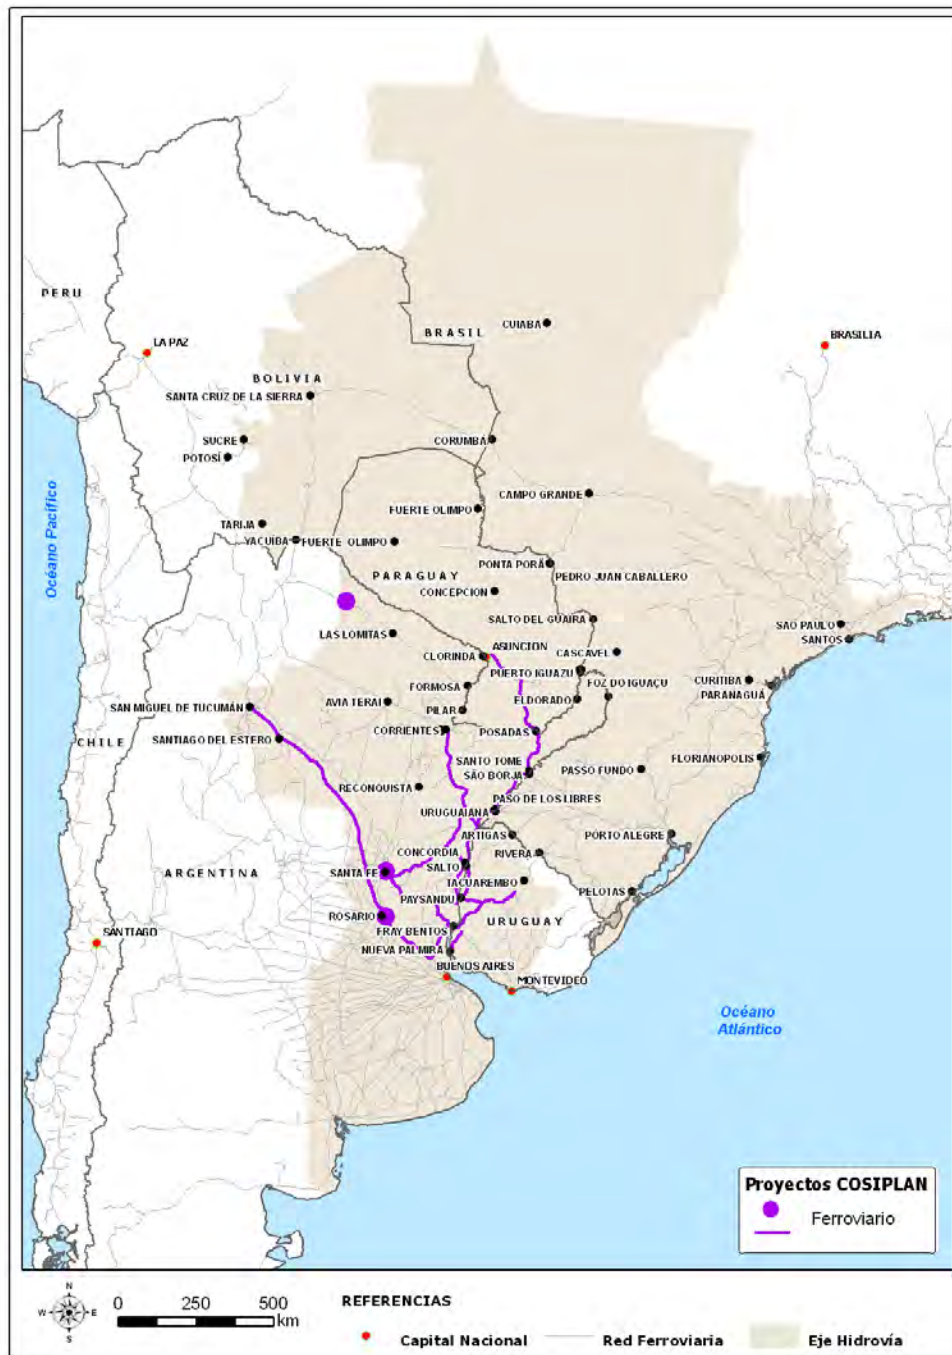 PERU
LA PAZ
BRASIL
CUIABA
BRASILIA
BOLIVIA
SANTA CRUZ DE LA SIERRA
SUCRE
CORUMBA
POTOSÍ
CAMPO GRANDE
FUERTE OLIMPO
TARIJA
YACUÍBA
FUERTE OLIMPO
PONTA PORÃ
PEDRO JUAN CABALLERO
PARAGUAY
CONCEPCION
Océano Pacífico
SALTO DEL GUAIRA
SAO PAULO
SANTOS
LAS LOMITAS
ASUNCION
CLORINDA
CASCAVEL
PUERTO IGUAZU
FOZ DO IGUAÇU
CURITIBA
PARANAGUÁ
FORMOSA
ELDORADO
AVIA TERAI
PILAR
SAN MIGUEL DE TUCUMÁN
CORRIENTES
POSADAS
CHILE
SANTIAGO DEL ESTERO
FLORIANOPOLIS
SANTO TOME
SÃO BORJA
PASSO FUNDO
RECONQUISTA
PASO DE LOS LIBRES
URUGUAIANA
ARTIGAS
PORTO ALEGRE
CONCORDIA
RIVERA
SALTO
ARGENTINA
SANTA FE
TACUAREMBO
PELOTAS
PAYSANDU
ROSARIO
URUGUAY
FRAY BENTOS
SANTIAGO
NUEVA PALMIRA
BUENOS AIRES
MONTEVIDEO
Océano
Atlántico
Proyectos COSIPLAN
Ferroviario
N
W E
S
0 250 500
km
REFERENCIAS
Capital Nacional
Red Ferroviaria
Eje Hidrovía